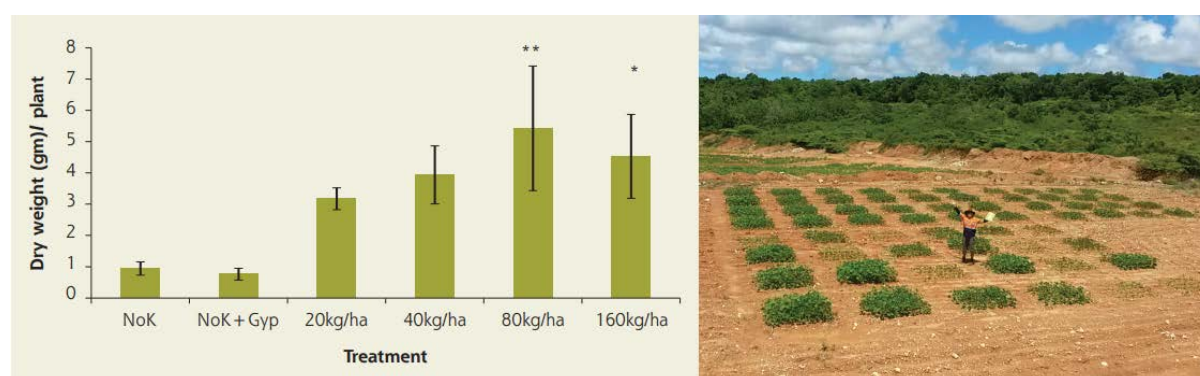 8
7
6
5
4
3
2
1
0
Dry weight (gm)/ plant
** 
*
NoK
NoK + Gyp
20kg/ha
40kg/ha
80kg/ha
160kg/ha
Treatment